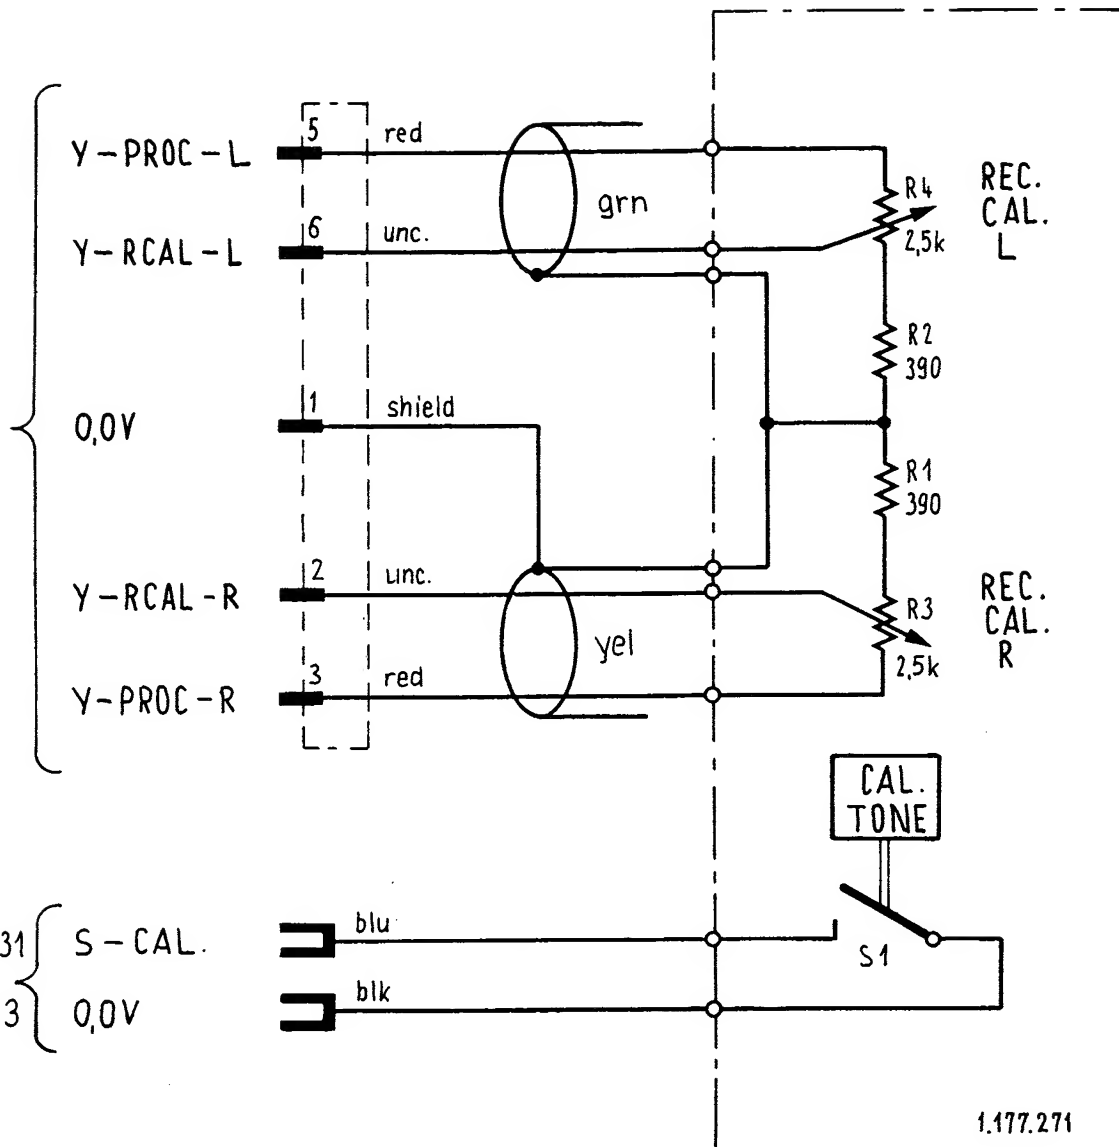 5
red
Y-PROC-L
grn
R4
2,5k
REC.
CAL.
L
6
unc.
Y-RCAL-L
R2
390
1
shield
0,0V
R1
390
2
unc.
Y-RCAL-R
yel
R3
2,5k
REC.
CAL.
R
3
red
Y-PROC-R
CAL.
TONE
31
S-CAL.
blu
S1
3
0,0V
blk
1.177.271